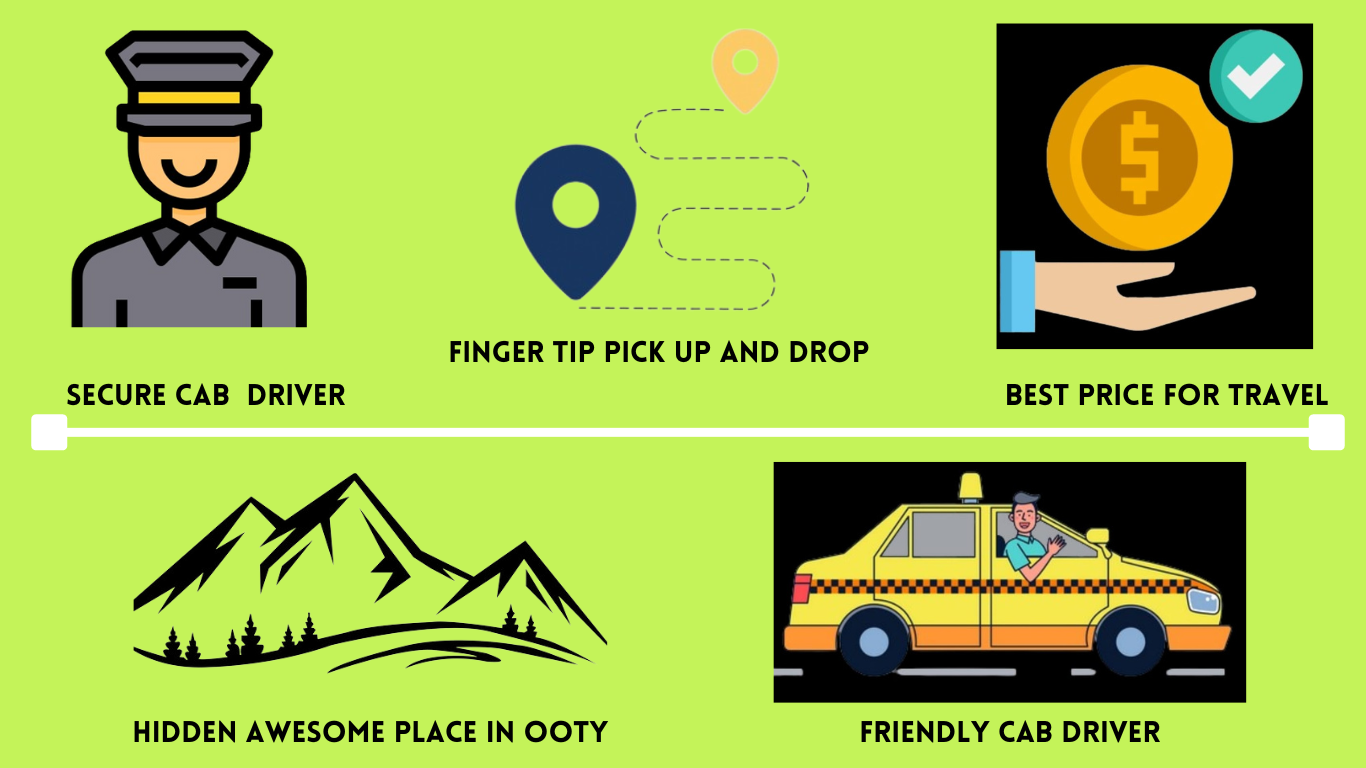 FINGER TIP PICK UP AND DROP
SECURE CAB  DRIVER
BEST PRICE FOR TRAVEL
HIDDEN AWESOME PLACE IN OOTY
FRIENDLY CAB DRIVER